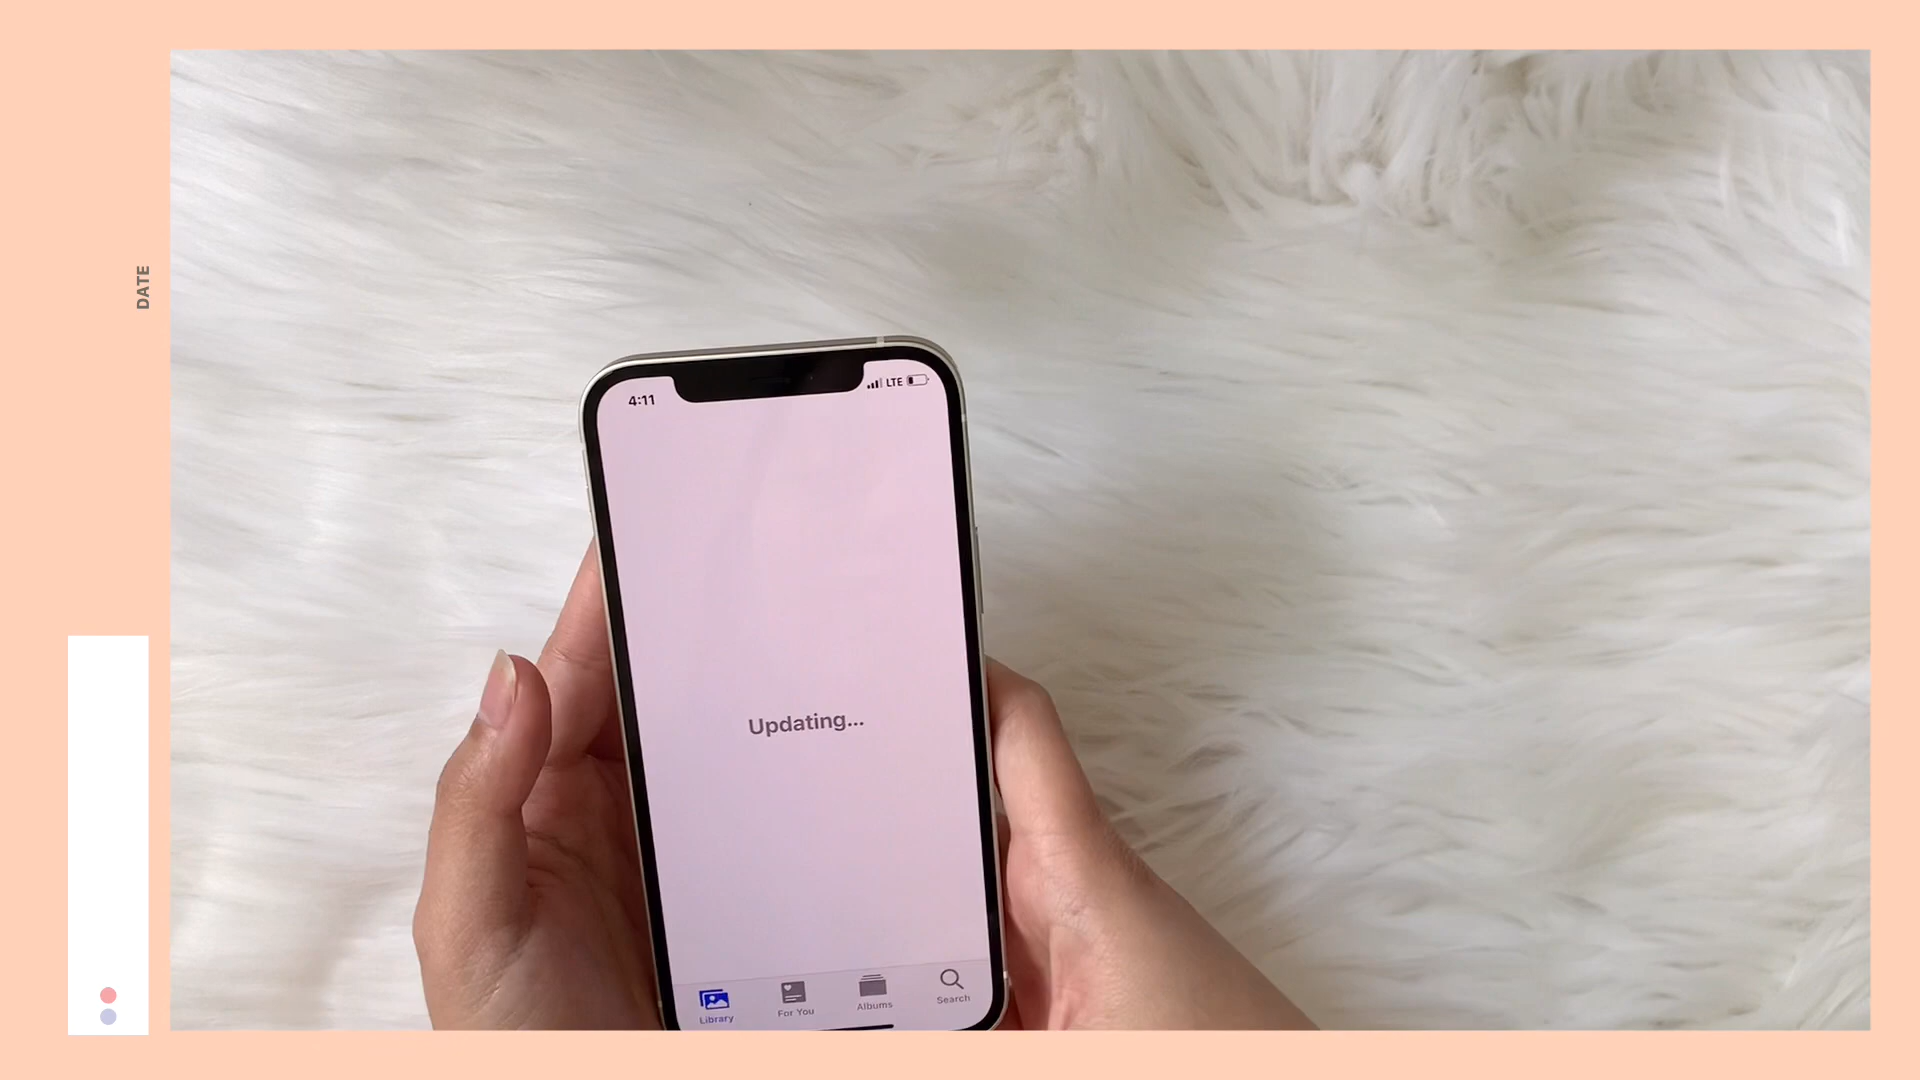 DATE
4:11
LTE
Updating...
Library
For You
Albums
Search